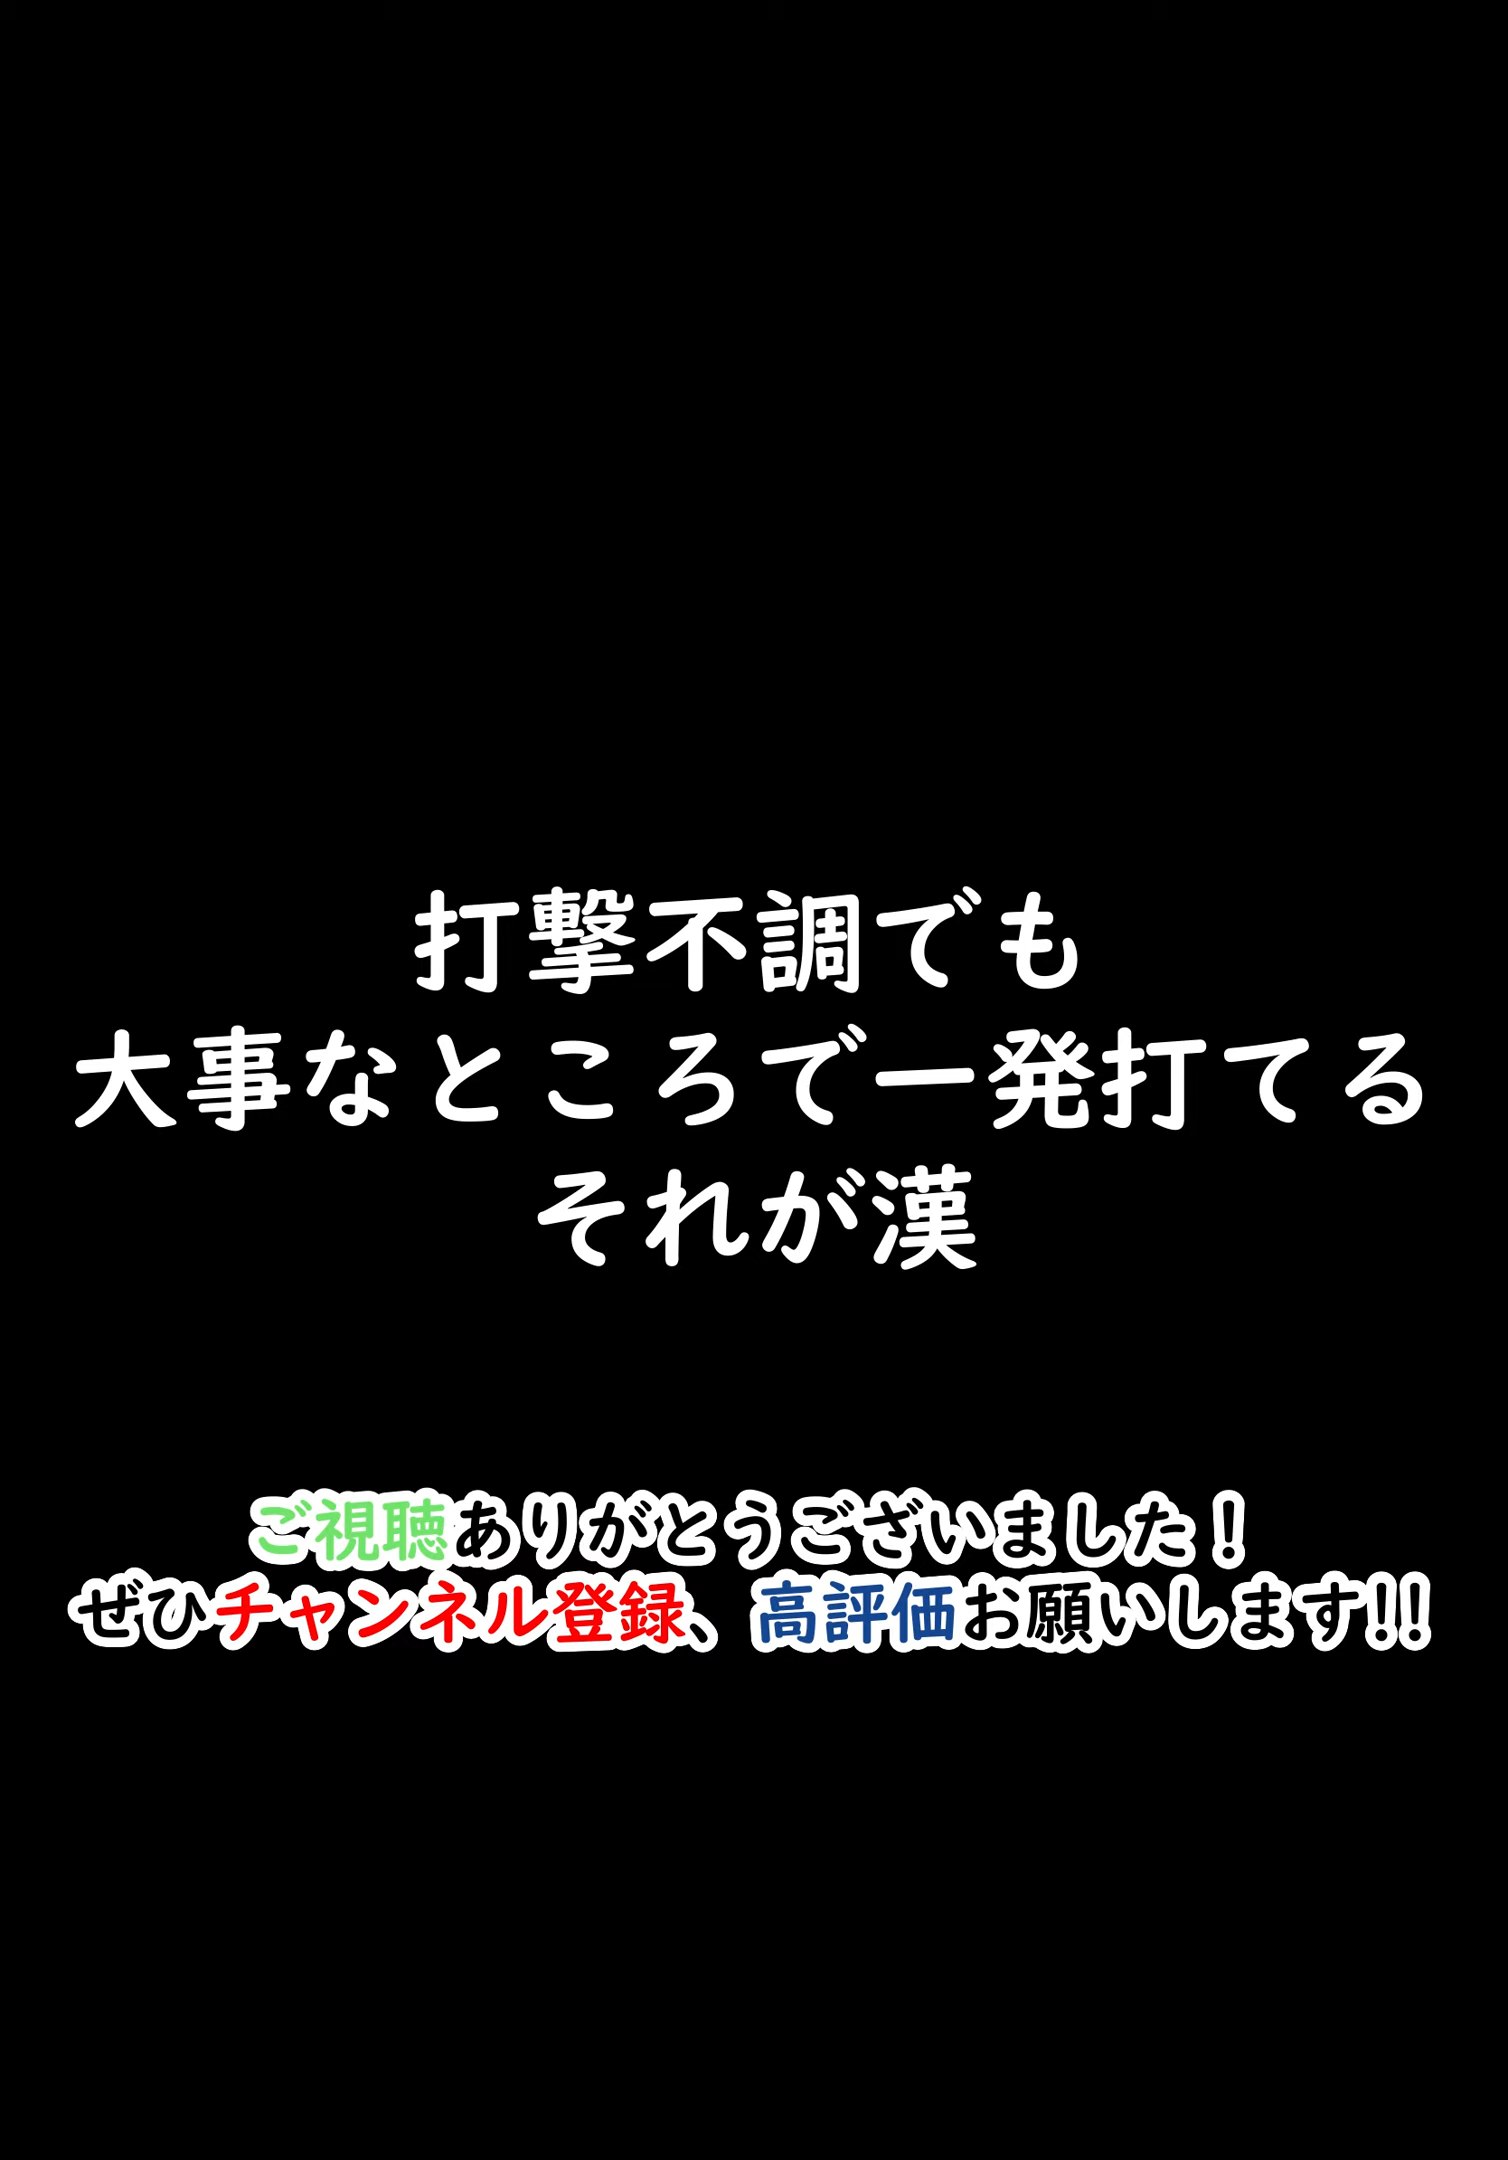 打撃不調でも
大事なところで一発打てる
それが漢
ご視聴ありがとうございました！
ぜひチャンネル登録、高評価お願いします!!